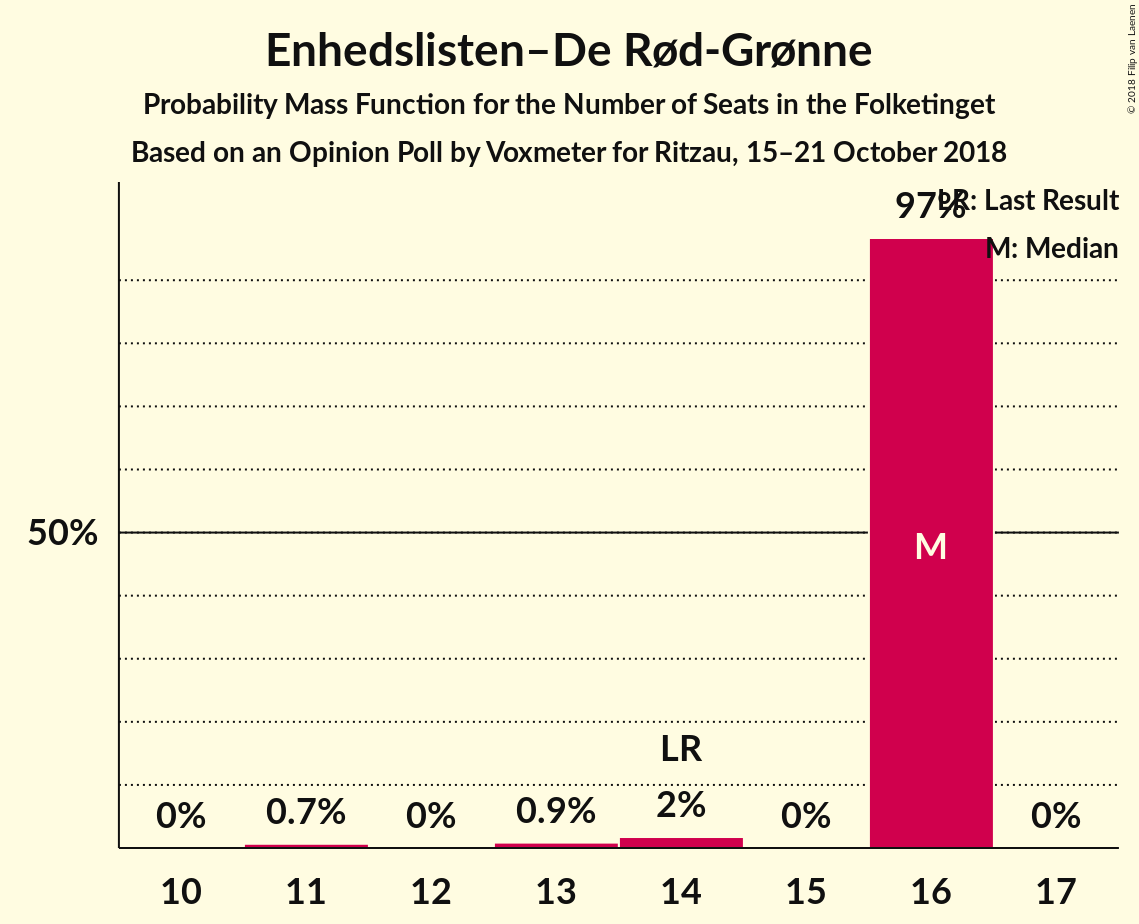 Enhedslisten–De Rød-Grønne
Probability Mass Function for the Number of Seats in the Folketinget
Based on an Opinion Poll by Voxmeter for Ritzau, 15–21 October 2018
© 2018 Filip van Laenen
LR: Last Result
M: Median
97%
50%
M
LR
0%
0.7%
0%
0.9%
2%
0%
0%
10 11 12 13 14 15 16 17